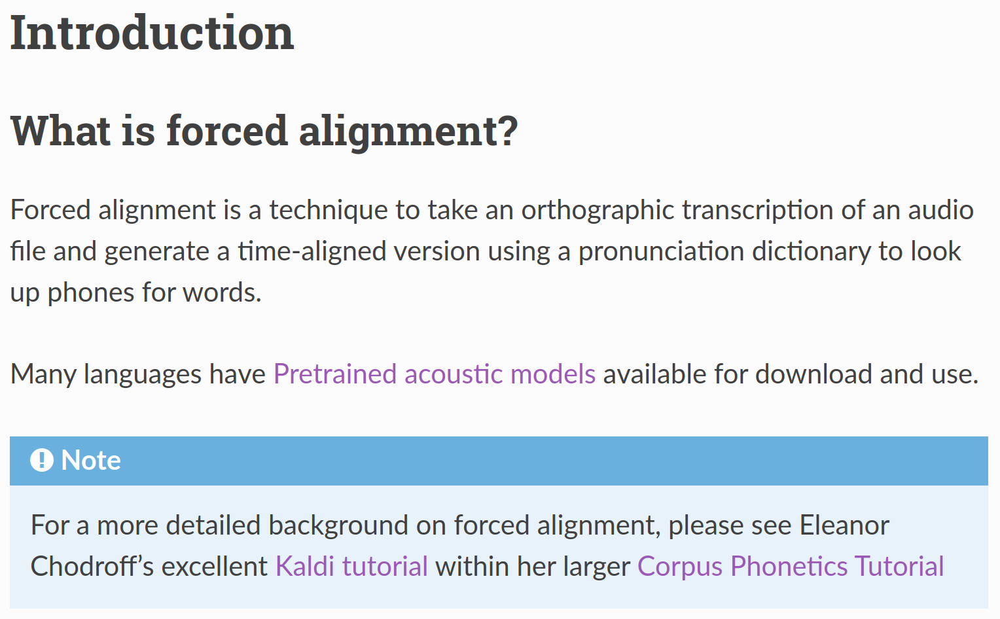 Introduction
What is forced alignment?
Forced alignment is a technique to take an orthographic transcription of an audio
file and generate a time-aligned version using a pronunciation dictionary to look
up phones for words.
Many languages have Pretrained acoustic models available for download and use.
Note
For a more detailed background on forced alignment, please see Eleanor
Chodroff’s excellent Kaldi tutorial within her larger Corpus Phonetics Tutorial